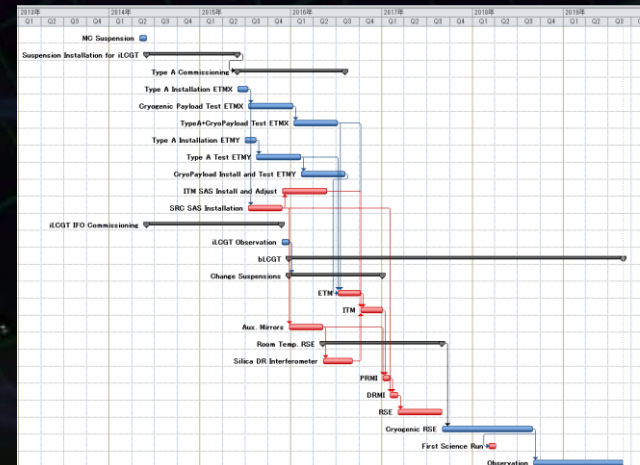 2013年 2014年 2015年 2016年 2017年 2018年 2019年
Q1 Q2 Q3 Q4 Q1 Q2 Q3 Q4 Q1 Q2 Q3 Q4 Q1 Q2 Q3 Q4 Q1 Q2 Q3 Q4 Q1 Q2 Q3 Q4 Q1 Q2 Q3
MC Suspension
Suspension Installation for iLCGT
Type A Commissioning
Type A Installation ETMX
Cryogenic Payload Test ETMX
TypeA+CryoPayload Test ETMX
Type A Installation ETMY
Type A Test ETMY
CryoPayload Install and Test ETMY
ITM SAS Install and Adjust
SRC SAS Installation
iLCGT IFO Commissioning
iLCGT Observation
bLCGT
Change Suspensions
ETM
ITM
Aux. Mirrors
Room Temp. RSE
Silica DR Interferometer
PRMI
DRMI
RSE
Cryogenic RSE
First Science Run
Observation